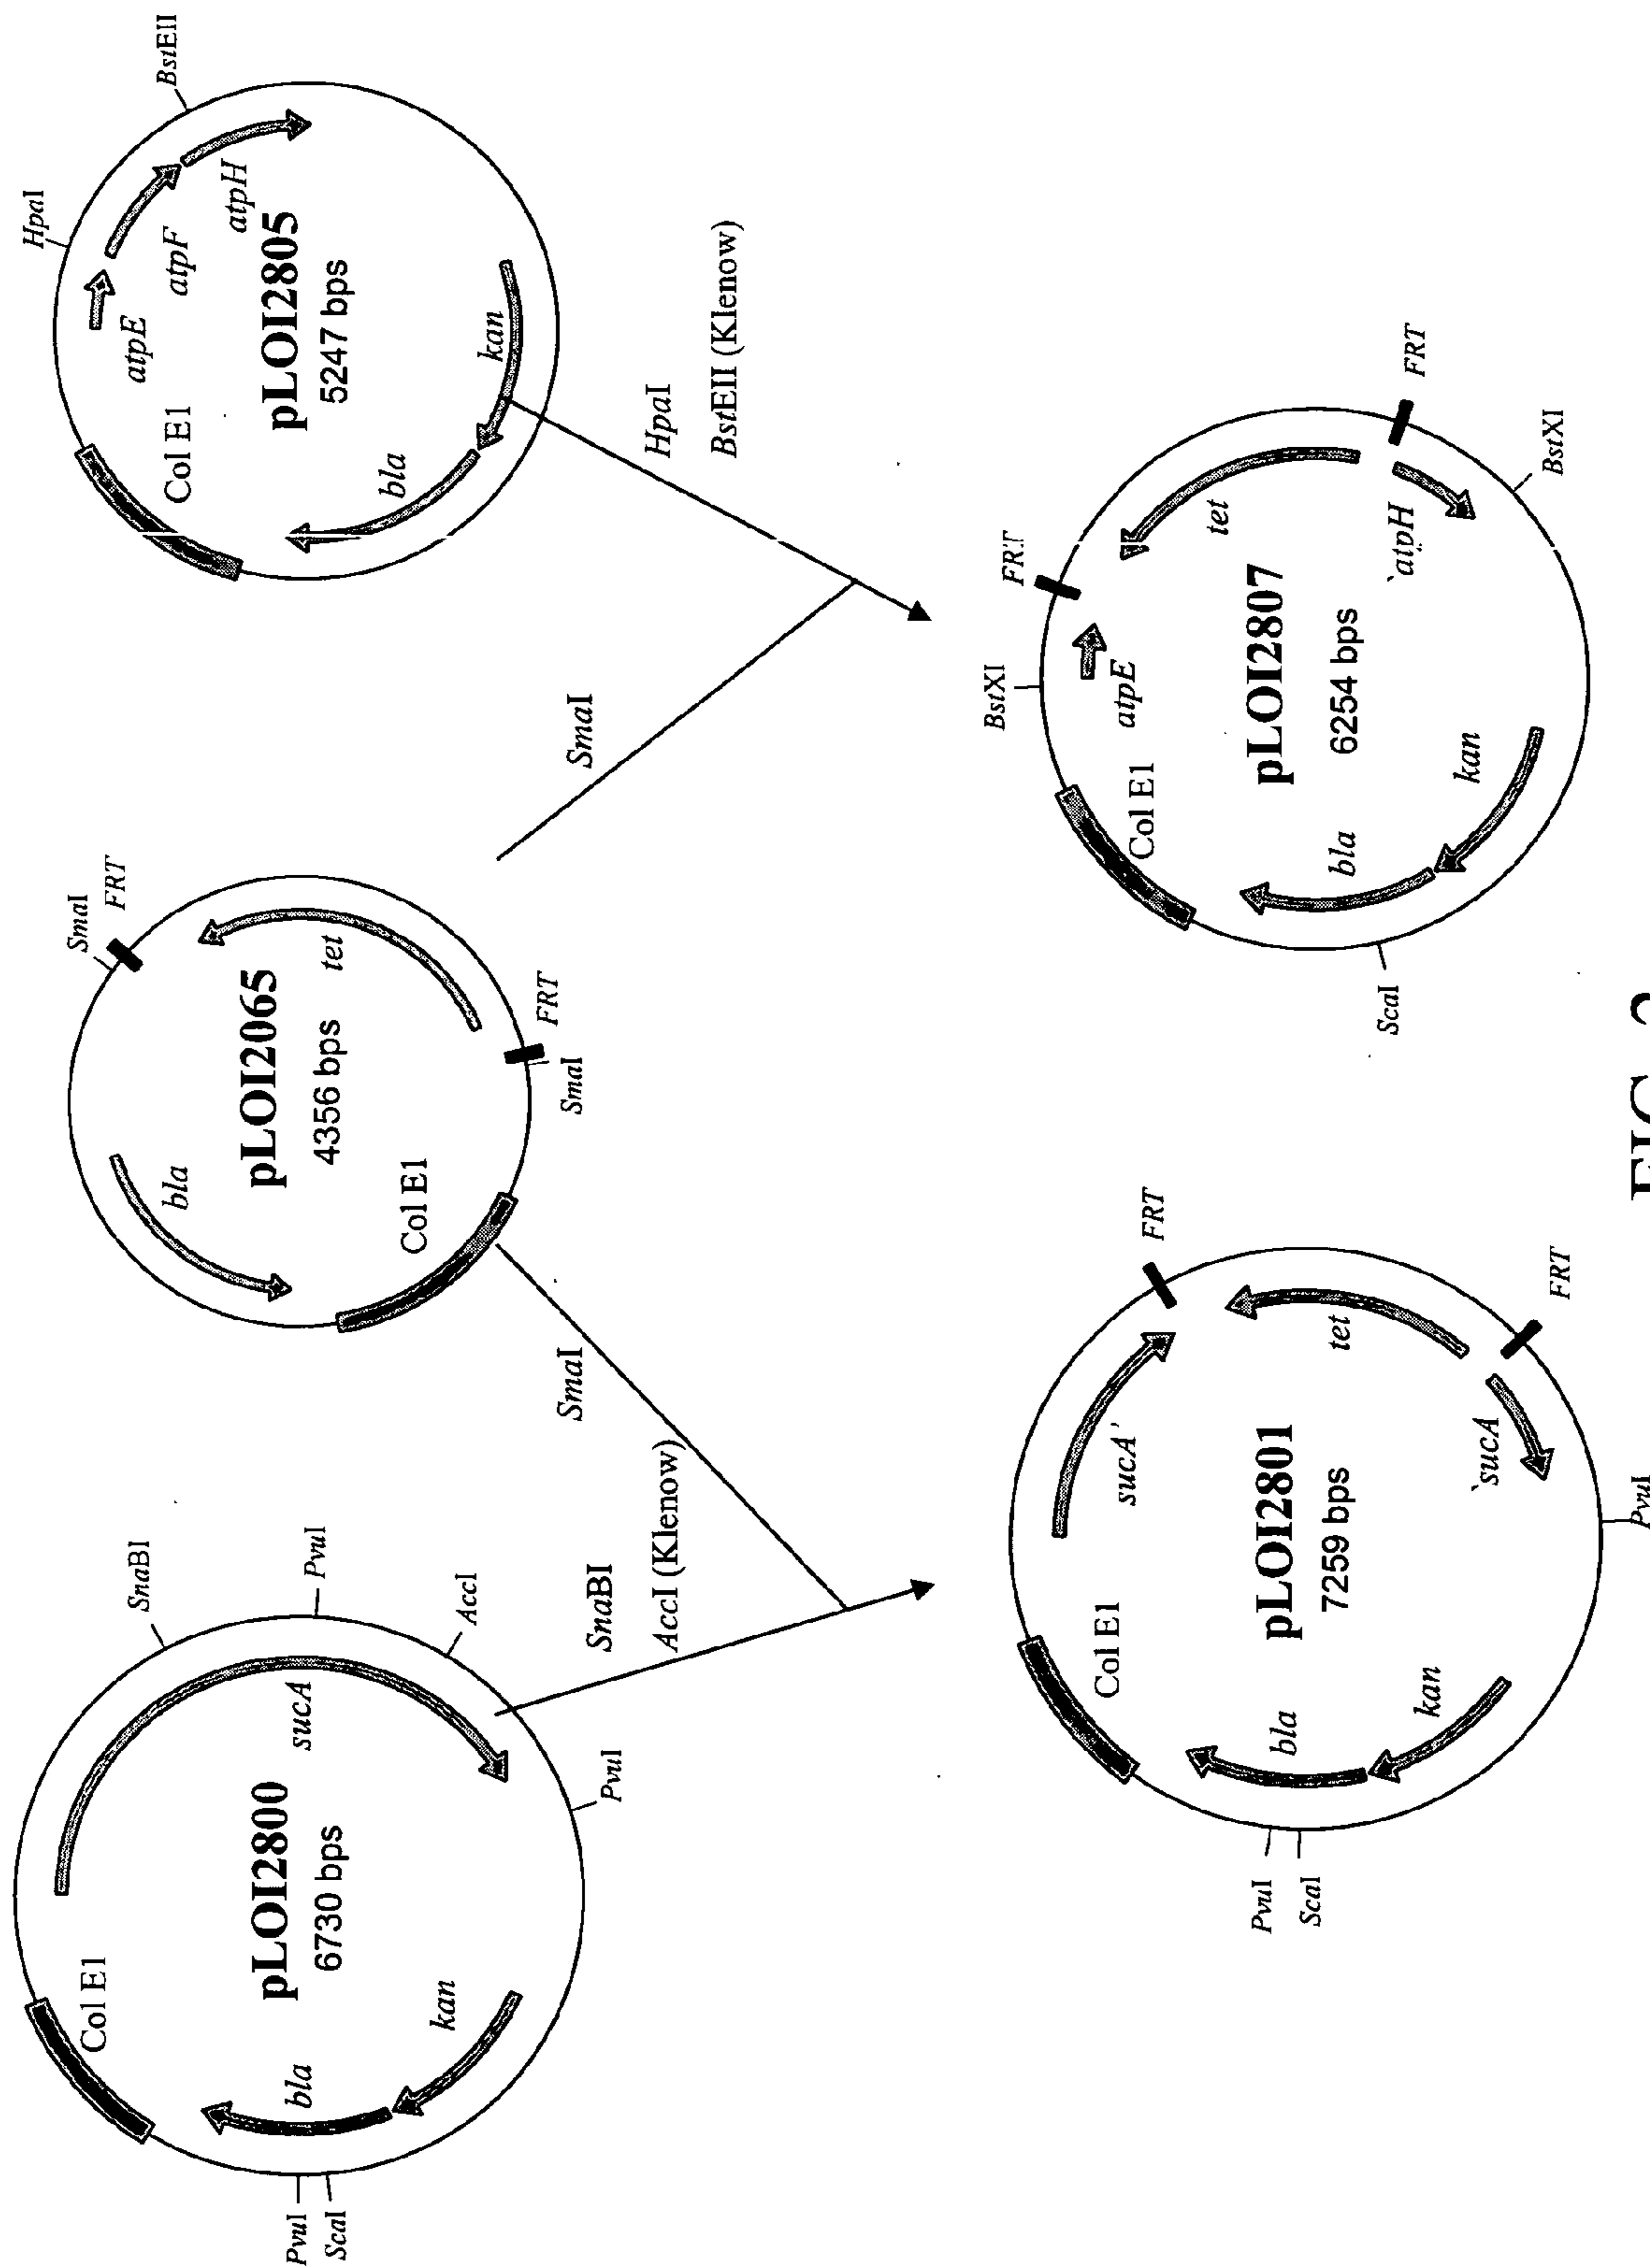 Col E1
sucA
SnaBI
PvuI
AccI
PvuI
pLOI2800
6730 bps
bla
kan
PvuI
ScaI
bla
SmaI
FRT
tet
pLOI2065
4356 bps
Col E1
FRT
SmaI
HpaI
BstEII
atpE
atpF
atpH
Col E1
pLOI2805
5247 bps
bla
kan
SnaBI
AccI (Klenow)
SmaI
SmaI
HpaI
BstEII (Klenow)
Col E1
sucA'
FRT
tet
pLOI2801
7259 bps
bla
kan
`sucA
FRT
PvuI
ScaI
PvuI
BstXI
FRT
atpE
tet
FRT
Col E1
pLOI2807
6254 bps
`atpH
BstXI
bla
kan
ScaI